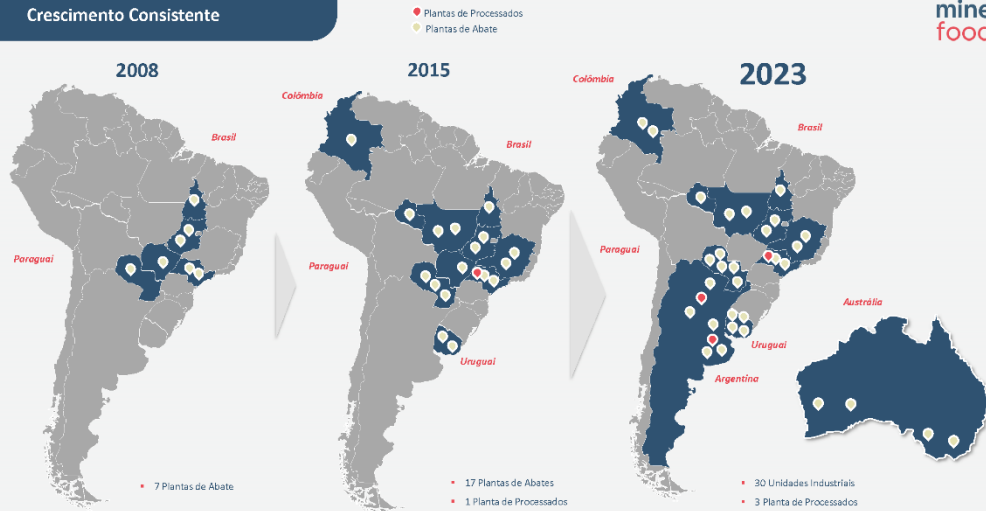 Crescimento Consistente
Plantas de Processados
Plantas de Abate
mine
food
2008
2015
2023
Colômbia
Brasil
Paraguai
Colômbia
Brasil
Paraguai
Uruguai
Brasil
Austrália
Uruguai
Argentina
7 Plantas de Abate
17 Plantas de Abates
1 Planta de Processados
30 Unidades Industriais
3 Planta de Processados